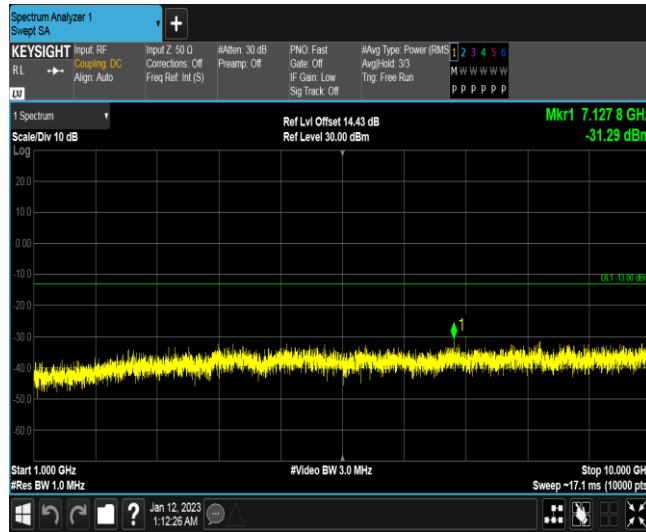 Spectrum Analyzer 1
Swept SA
+
KEYSIGHT
RL
LXI
Input: RF
Coupling: DC
Align: Auto
Input Z: 50 Ω
Corrections: Off
Freq Ref: Int (S)
#Atten: 30 dB
Preamp: Off
PNO: Fast
Gate: Off
IF Gain: Low
Sig Track: Off
#Avg Type: Power (RMS
Avg|Hold: 3/3
Trig: Free Run
1 2 3 4 5 6
M W W W W W
P P P P P P
1 Spectrum
Scale/Div 10 dB
Ref Lvl Offset 14.43 dB
Ref Level 30.00 dBm
Mkr1 7.127 8 GHz
-31.29 dBm
Log
20.0
10.0
0.00
-10.0
DL1 -13.00 dBm
-20.0
-30.0
1
-40.0
-50.0
-60.0
Start 1.000 GHz
#Res BW 1.0 MHz
#Video BW 3.0 MHz
Stop 10.000 GHz
Sweep ~17.1 ms (10000 pts
?
Jan 12, 2023
1:12:26 AM